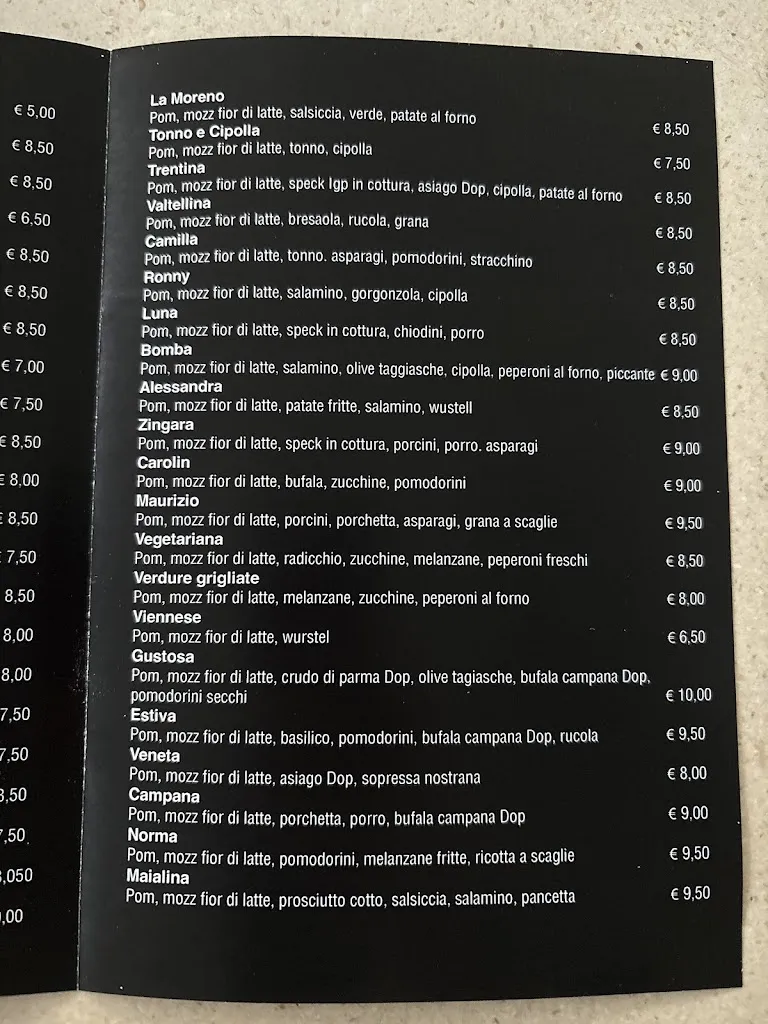 € 5,00
€ 8,50
€ 8,50
€ 6,50
€ 8,50
€ 8,50
€ 8,50
€ 7,00
€ 7,50
€ 8,50
€ 8,00
€ 8,50
€ 7,50
8,50
8,00
8,00
7,50
7,50
8,50
7,50
,050
,00
La Moreno
Pom, mozz fior di latte, salsiccia, verde, patate al forno € 8,50
Tonno e Cipolla
Pom, mozz fior di latte, tonno, cipolla € 7,50
Trentina
Pom, mozz fior di latte, speck Igp in cottura, asiago Dop, cipolla, patate al forno € 8,50
Valtellina
Pom, mozz fior di latte, bresaola, rucola, grana € 8,50
Camilla
Pom, mozz fior di latte, tonno. asparagi, pomodorini, stracchino € 8,50
Ronny
Pom, mozz fior di latte, salamino, gorgonzola, cipolla € 8,50
Luna
Pom, mozz fior di latte, speck in cottura, chiodini, porro € 8,50
Bomba
Pom, mozz fior di latte, salamino, olive taggiasche, cipolla, peperoni al forno, piccante € 9,00
Alessandra
Pom, mozz fior di latte, patate fritte, salamino, wustell € 8,50
Zingara
Pom, mozz fior di latte, speck in cottura, porcini, porro. asparagi € 9,00
Carolin
Pom, mozz fior di latte, bufala, zucchine, pomodorini € 9,00
Maurizio
Pom, mozz fior di latte, porcini, porchetta, asparagi, grana a scaglie € 9,50
Vegetariana
Pom, mozz fior di latte, radicchio, zucchine, melanzane, peperoni freschi € 8,50
Verdure grigliate
Pom, mozz fior di latte, melanzane, zucchine, peperoni al forno € 8,00
Viennese
Pom, mozz fior di latte, wurstel € 6,50
Gustosa
Pom, mozz fior di latte, crudo di parma Dop, olive tagiasche, bufala campana Dop,
pomodorini secchi € 10,00
Estiva
Pom, mozz fior di latte, basilico, pomodorini, bufala campana Dop, rucola € 9,50
Veneta
Pom, mozz fior di latte, asiago Dop, sopressa nostrana € 8,00
Campana
Pom, mozz fior di latte, porchetta, porro, bufala campana Dop € 9,00
Norma
Pom, mozz fior di latte, pomodorini, melanzane fritte, ricotta a scaglie € 9,50
Maialina
Pom, mozz fior di latte, prosciutto cotto, salsiccia, salamino, pancetta € 9,50